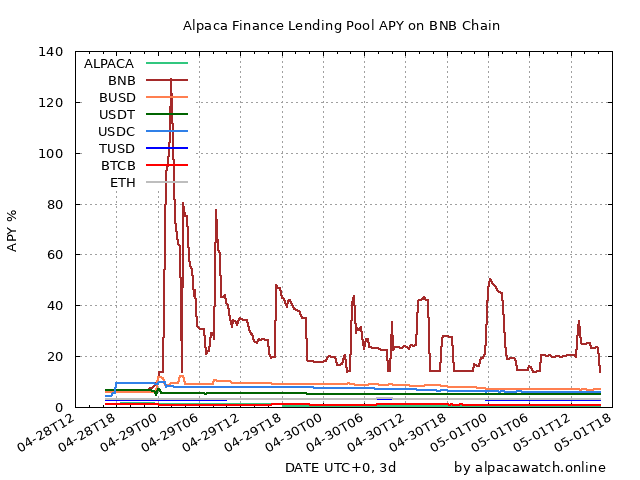 Alpaca Finance Lending Pool APY on BNB Chain
140
120
100
80
60
40
20
0
APY %
ALPACA
BNB
BUSD
USDT
USDC
TUSD
BTCB
ETH
04-28T12
04-28T18
04-29T00
04-29T06
04-29T12
04-29T18
04-30T00
04-30T06
04-30T12
04-30T18
05-01T00
05-01T06
05-01T12
05-01T18
DATE UTC+0, 3d
by alpacawatch.online